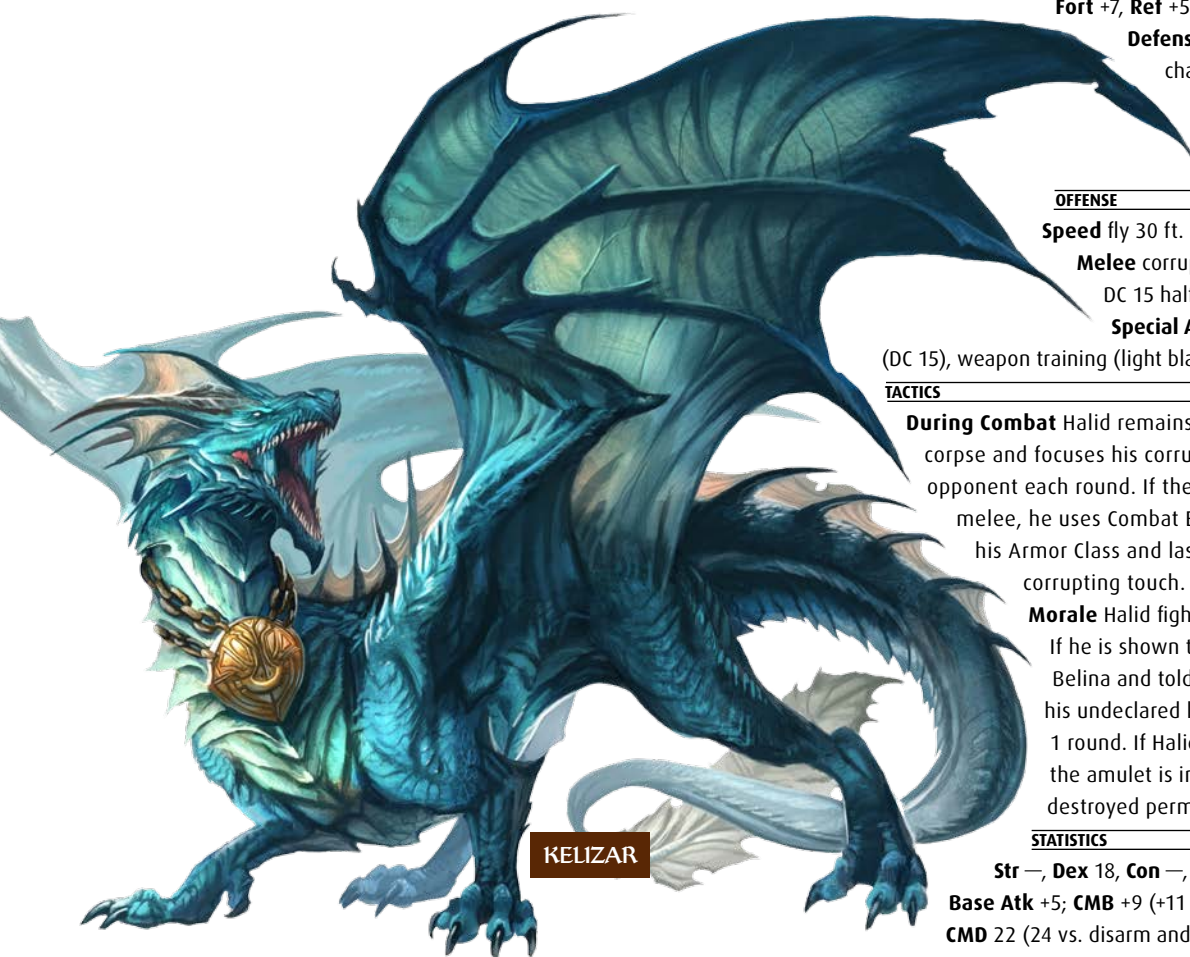 Fort +7, Ref +5
Defens
cha
OFFENSE
Speed fly 30 ft.
Melee corru
DC 15 hal
Special A
(DC 15), weapon training (light bla
TACTICS
During Combat Halid remains
corpse and focuses his corru
opponent each round. If the
melee, he uses Combat E
his Armor Class and las
corrupting touch.
Morale Halid figh
If he is shown t
Belina and told
his undeclared l
1 round. If Halid
the amulet is in
destroyed perm
STATISTICS
Str —, Dex 18, Con —,
Base Atk +5; CMB +9 (+11
CMD 22 (24 vs. disarm and
KELIZAR